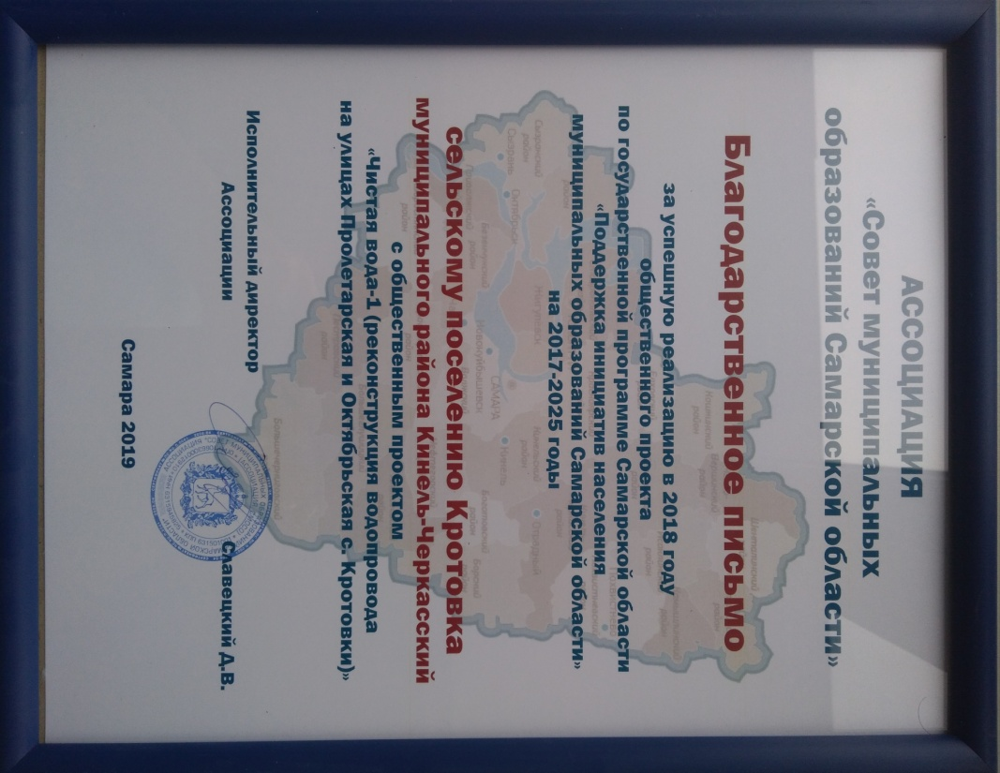 АССОЦИАЦИЯ
«Совет муниципальных
образований Самарской области»
Благодарственное письмо
за успешную реализацию в 2018 году
общественного проекта
по государственной программе Самарской области
«Поддержка инициатив населения
муниципальных образований Самарской области»
на 2017-2025 годы
сельскому поселению Кротовка
муниципального района Кинель-Черкасский
с общественным проектом
«Чистая вода-1 (реконструкция водопровода
на улицах Пролетарская и Октябрьская с. Кротовки)»
Исполнительный директор
Ассоциации
Славецкий Д.В.
Самара 2019